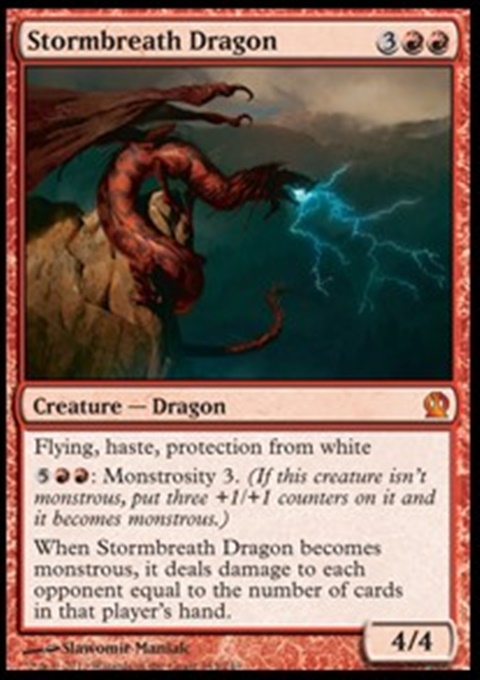 Stormbreath Dragon 3
Creature — Dragon
Flying, haste, protection from white
5: Monstrosity 3. (If this creature isn't
monstrous, put three +1/+1 counters on it and
it becomes monstrous.)
When Stormbreath Dragon becomes
monstrous, it deals damage to each
opponent equal to the number of cards
in that player's hand.
Slawomir Maniak
4/4